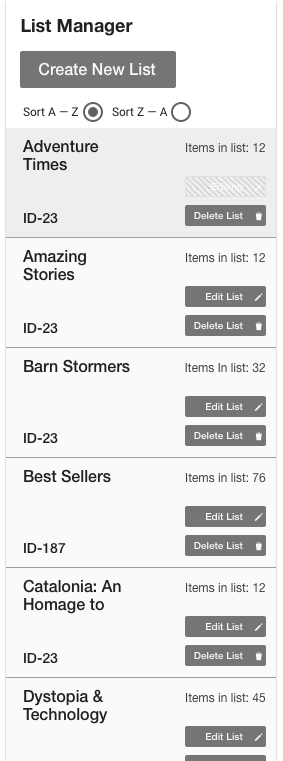 List Manager
Create New List
Sort A — Z Sort Z — A
Adventure
Times
Items in list: 12
Editing
ID-23
Delete List
Amazing
Stories
Items in list: 12
Edit List
ID-23
Delete List
Barn Stormers
Items In list: 32
Edit List
ID-23
Delete List
Best Sellers
Items in list: 76
Edit List
ID-187
Delete List
Catalonia: An
Homage to
Items in list: 12
Edit List
ID-23
Delete List
Dystopia &
Technology
Items in list: 45
Edit List